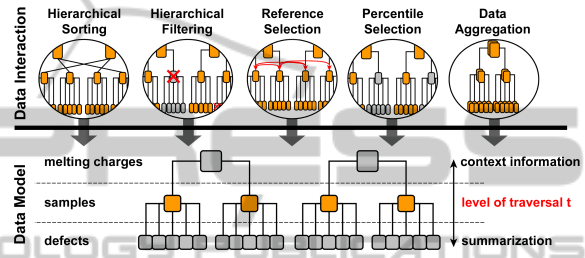 Hierarchical Sorting
Hierarchical Filtering
Reference Selection
Percentile Selection
Data Aggregation
Data Interaction
Data Model
melting charges
context information
samples
level of traversal t
defects
summarization